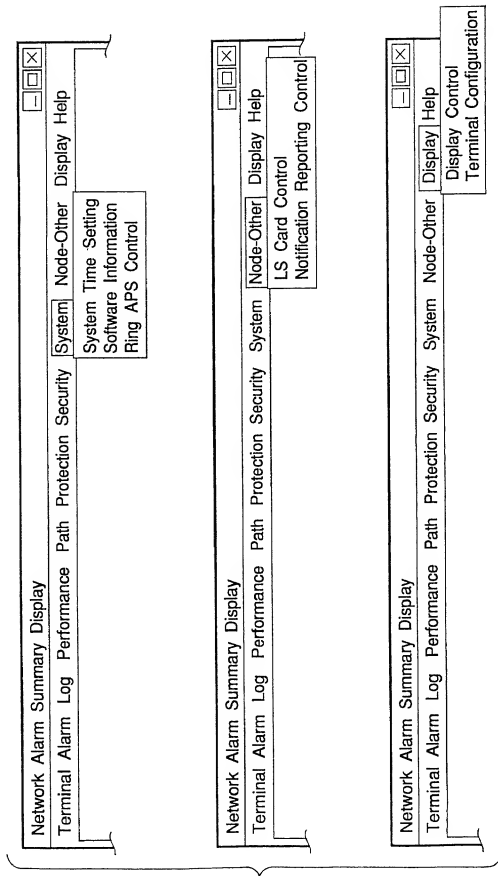 Network Alarm Summary Display
Terminal Alarm Log Performance Path Protection Security System Node-Other Display Help
System Time Setting
Software Information
Ring APS Control
Network Alarm Summary Display
Terminal Alarm Log Performance Path Protection Security System Node-Other Display Help
LS Card Control
Notification Reporting Control
Network Alarm Summary Display
Terminal Alarm Log Performance Path Protection Security System Node-Other Display Help
Display Control
Terminal Configuration